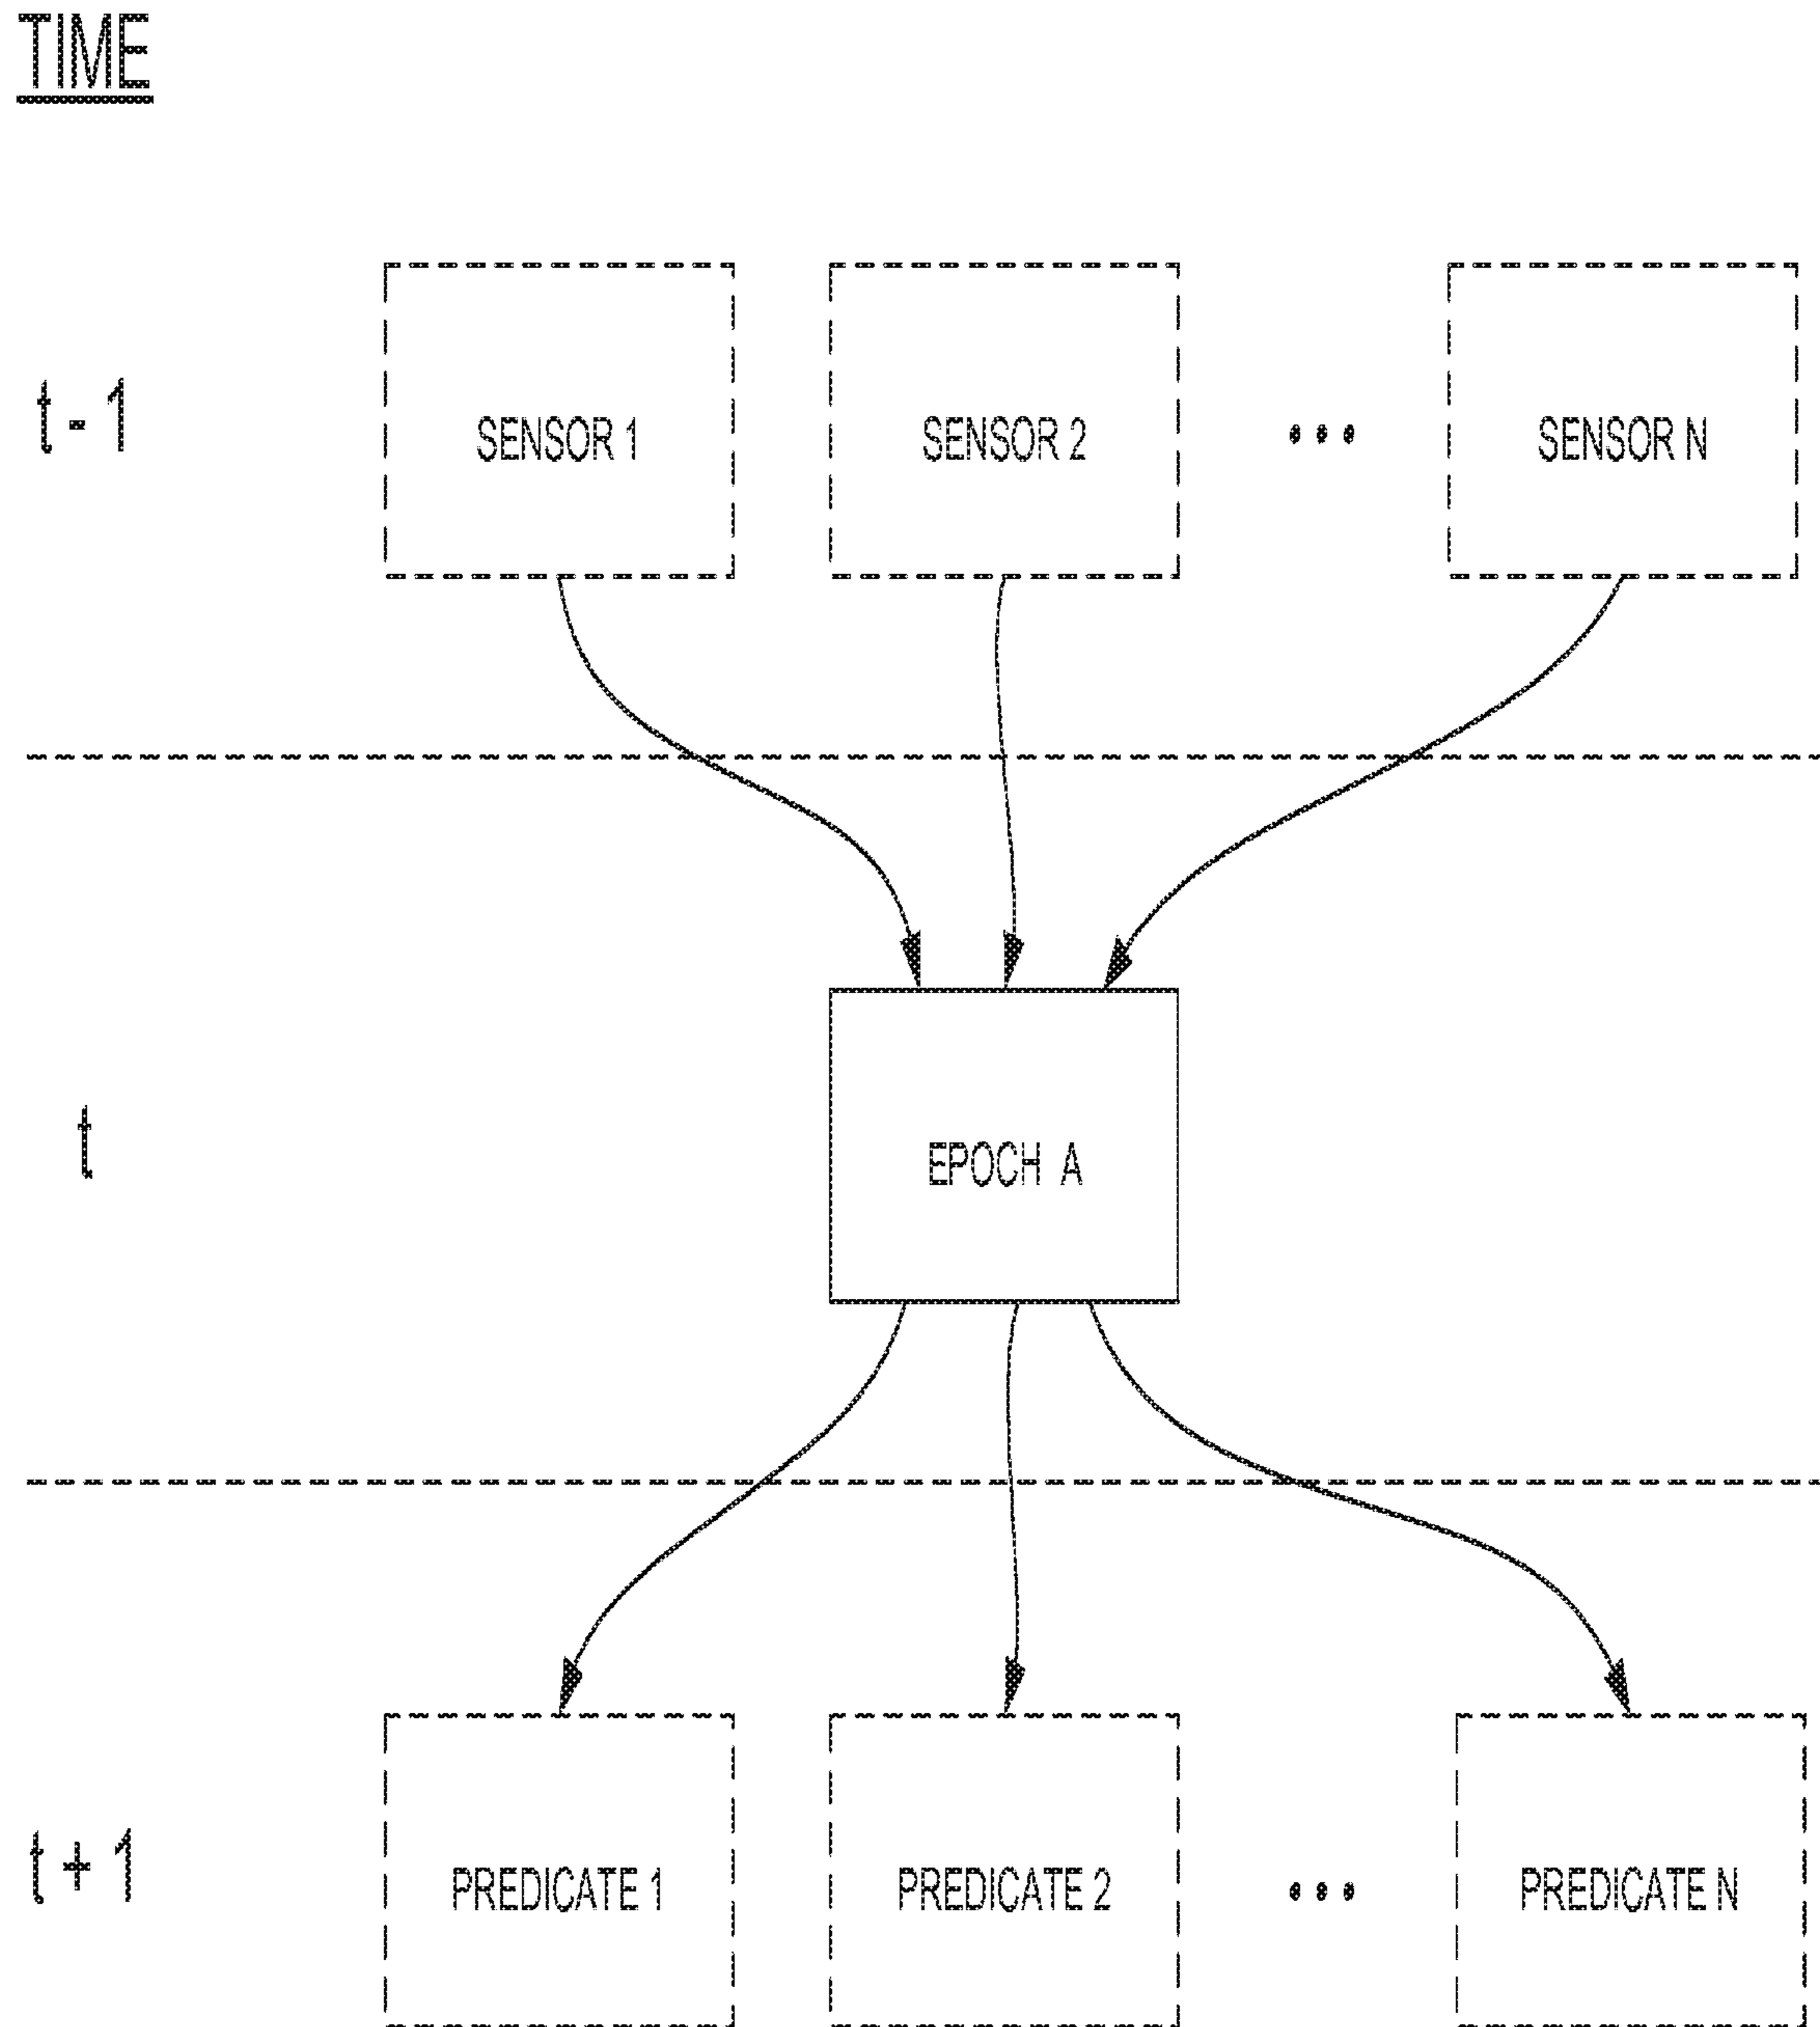 TIME
t - 1
SENSOR 1
SENSOR 2
•••
SENSOR N
t
EPOCH A
t + 1
PREDICATE 1
PREDICATE 2
•••
PREDICATE N